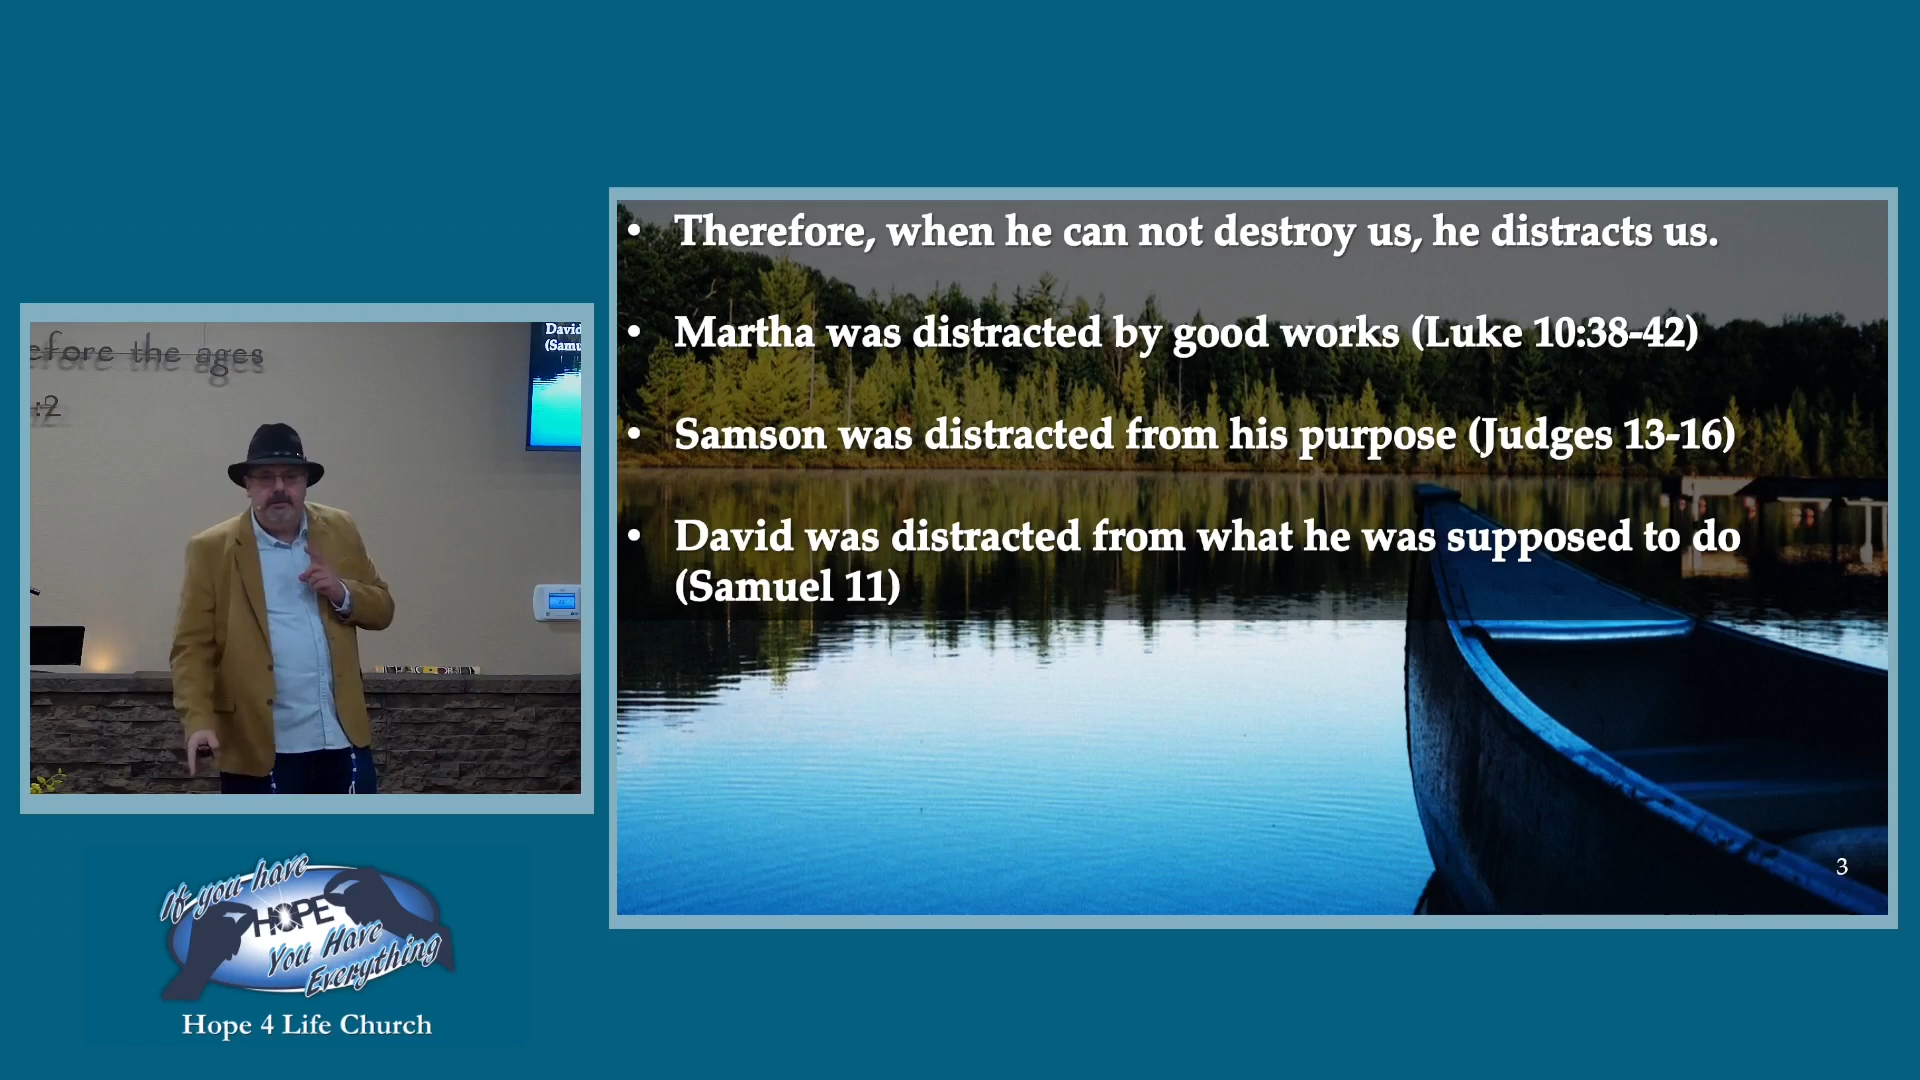 • Therefore, when he can not destroy us, he distracts us.
• Martha was distracted by good works (Luke 10:38-42)
• Samson was distracted from his purpose (Judges 13-16)
• David was distracted from what he was supposed to do
(Samuel 11)
3
efore the ages
:2
David
(Samu
If you have
HOPE
You Have
Everything
Hope 4 Life Church